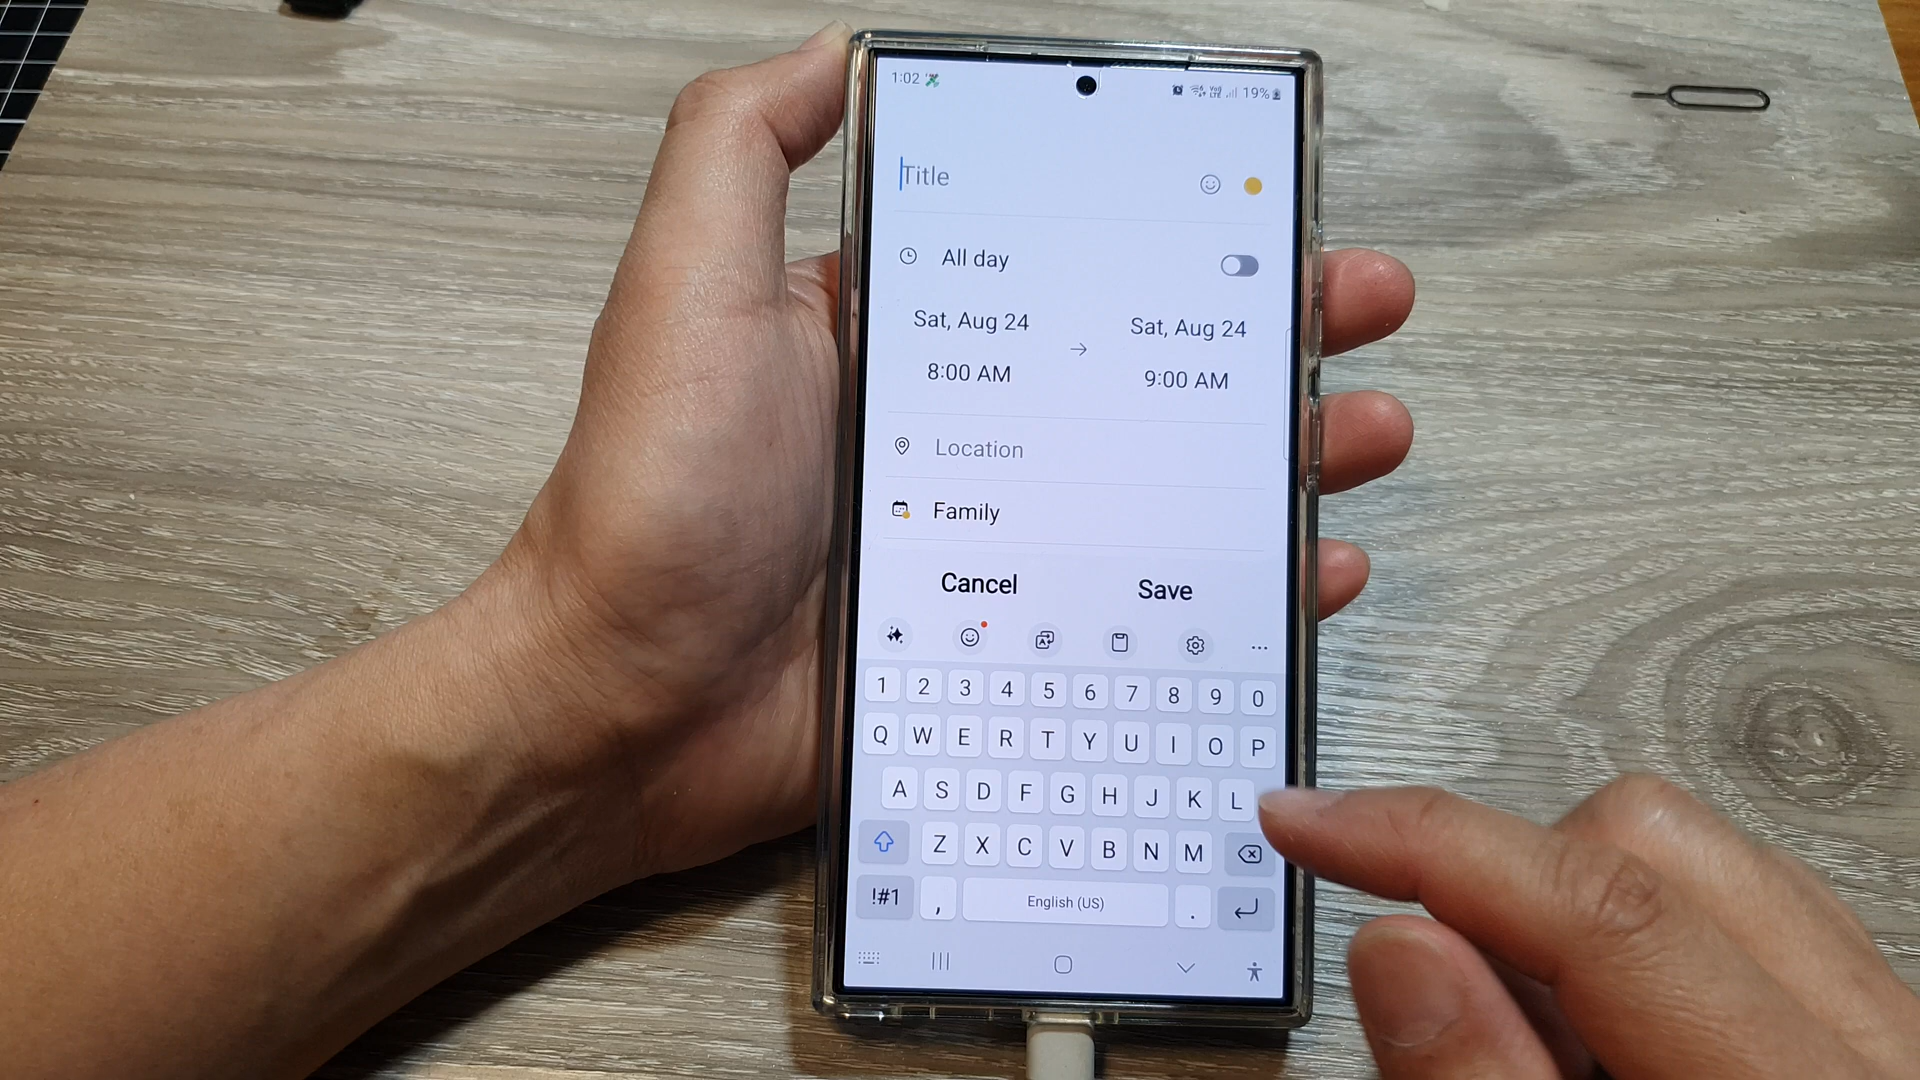 1:02 19%
Title
All day
Sat, Aug 24 Sat, Aug 24
8:00 AM 9:00 AM
Location
Family
Cancel Save
1 2 3 4 5 6 7 8 9 0
Q W E R T Y U I O P
A S D F G H J K L
Z X C V B N M
!#1 , English (US) .